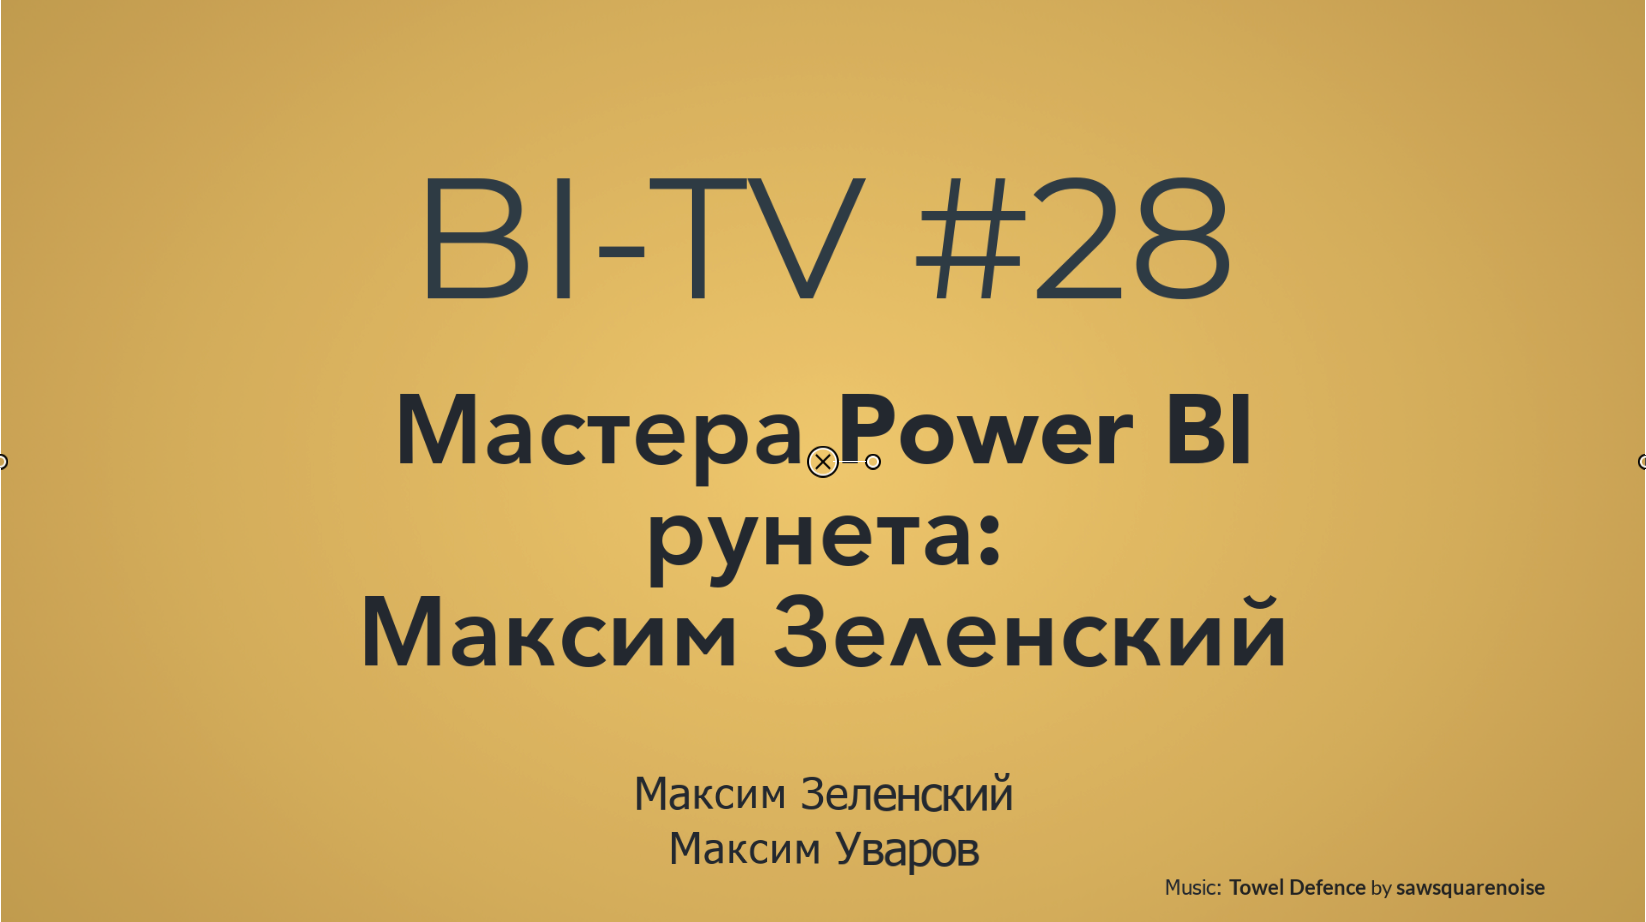 BI-TV #28
Мастера Power BI
рунета:
Максим Зеленский
Максим Зеленский
Максим Уваров
Music: Towel Defence by sawsquarenoise